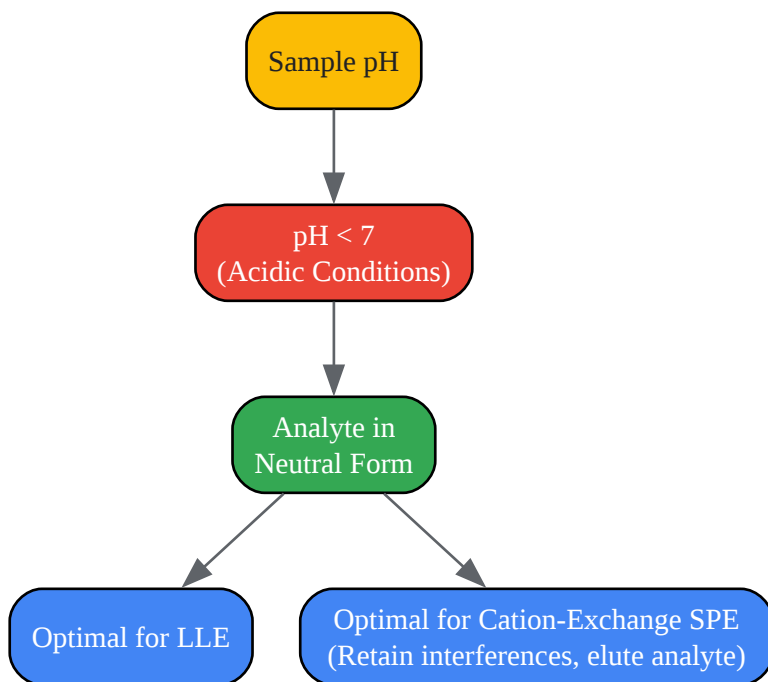 Sample pH
pH < 7
(Acidic Conditions)
Analyte in
Neutral Form
Optimal for LLE
Optimal for Cation-Exchange SPE
(Retain interferences, elute analyte)